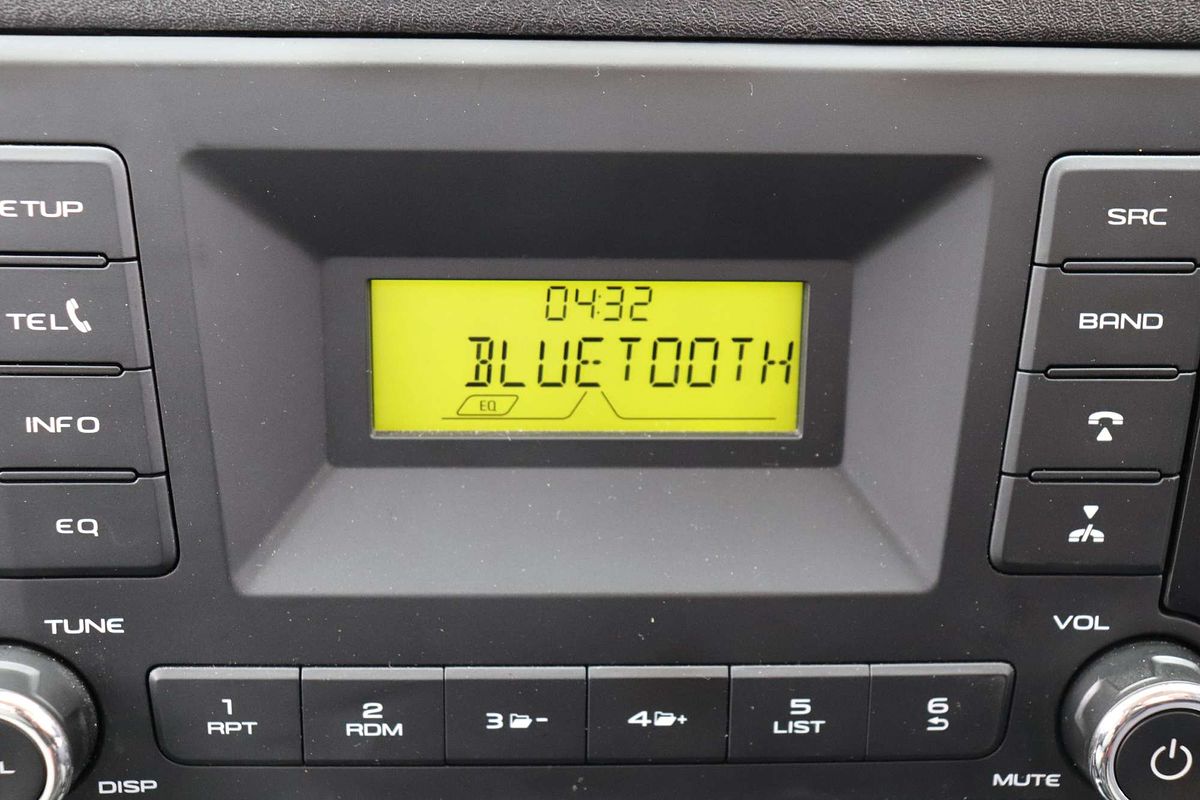 ETUP
TEL
INFO
EQ
04:32
BLUETOOTH
EQ
SRC
BAND
TUNE
VOL
1
RPT
2
RDM
3 -
4 +
5
LIST
6
DISP
MUTE